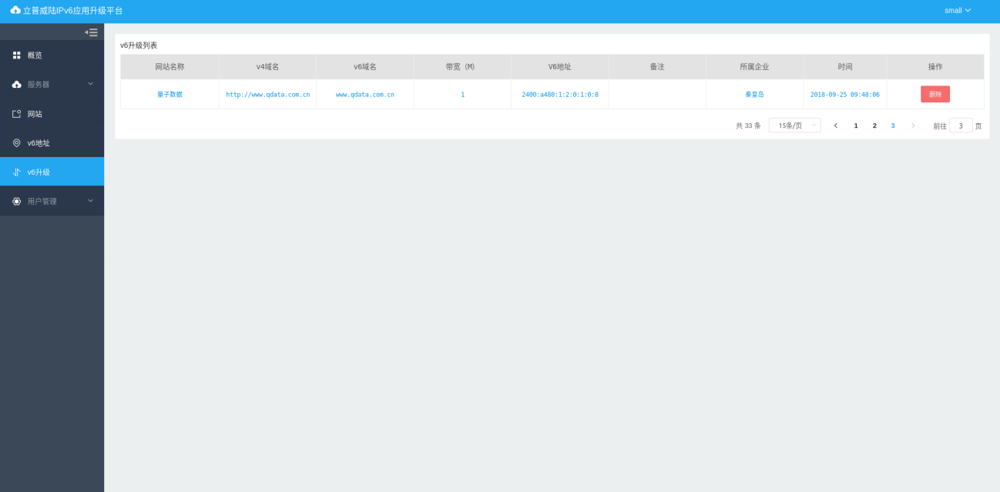 立普威陆IPv6应用升级平台
small
概览
服务器
网站
v6地址
v6升级
用户管理
v6升级列表
网站名称 v4域名 v6域名 带宽（M） V6地址 备注 所属企业 时间 操作
量子数据 http://www.qdata.com.cn www.qdata.com.cn 1 2400:a480:1:2:0:1:0:8 秦皇岛 2018-09-25 09:48:06 删除
共 33 条 15条/页 1 2 3 前往 3 页